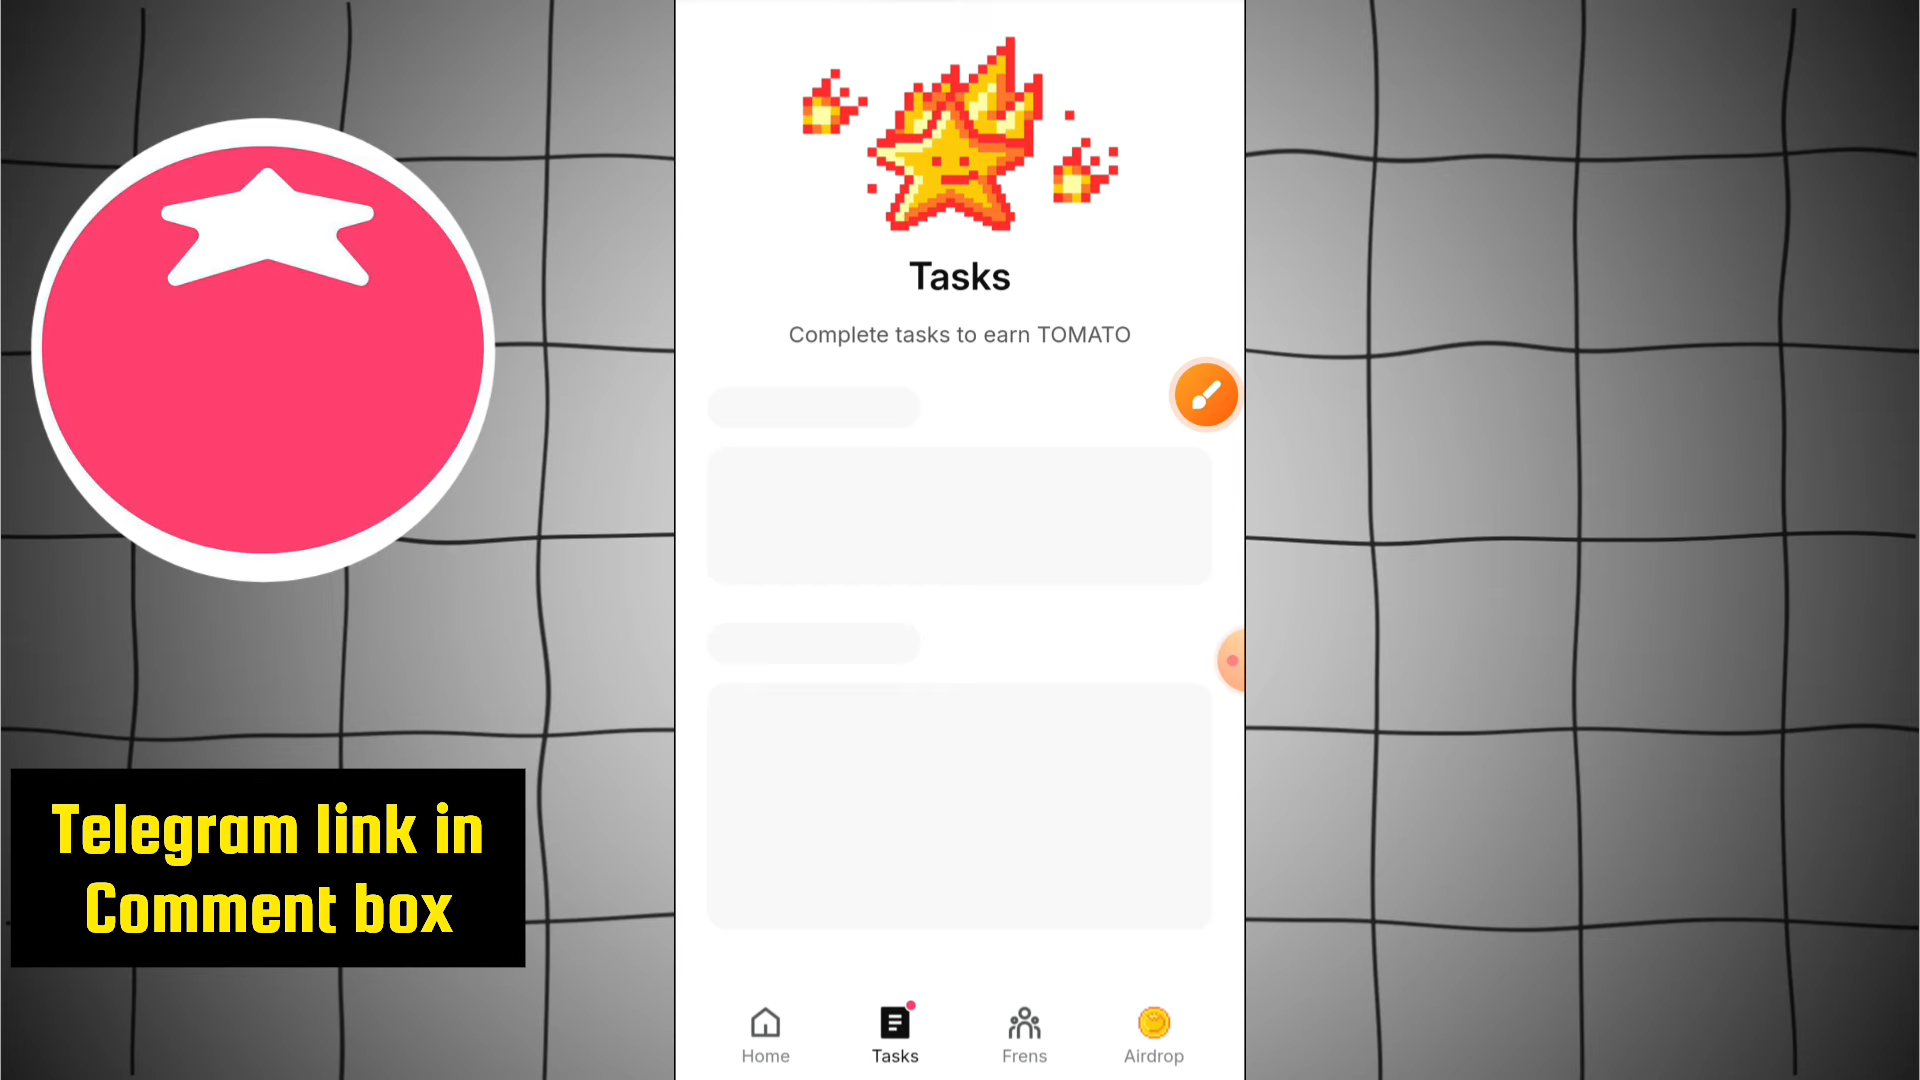 Tasks
Complete tasks to earn TOMATO
Telegram link in
Comment box
Home
Tasks
Frens
Airdrop